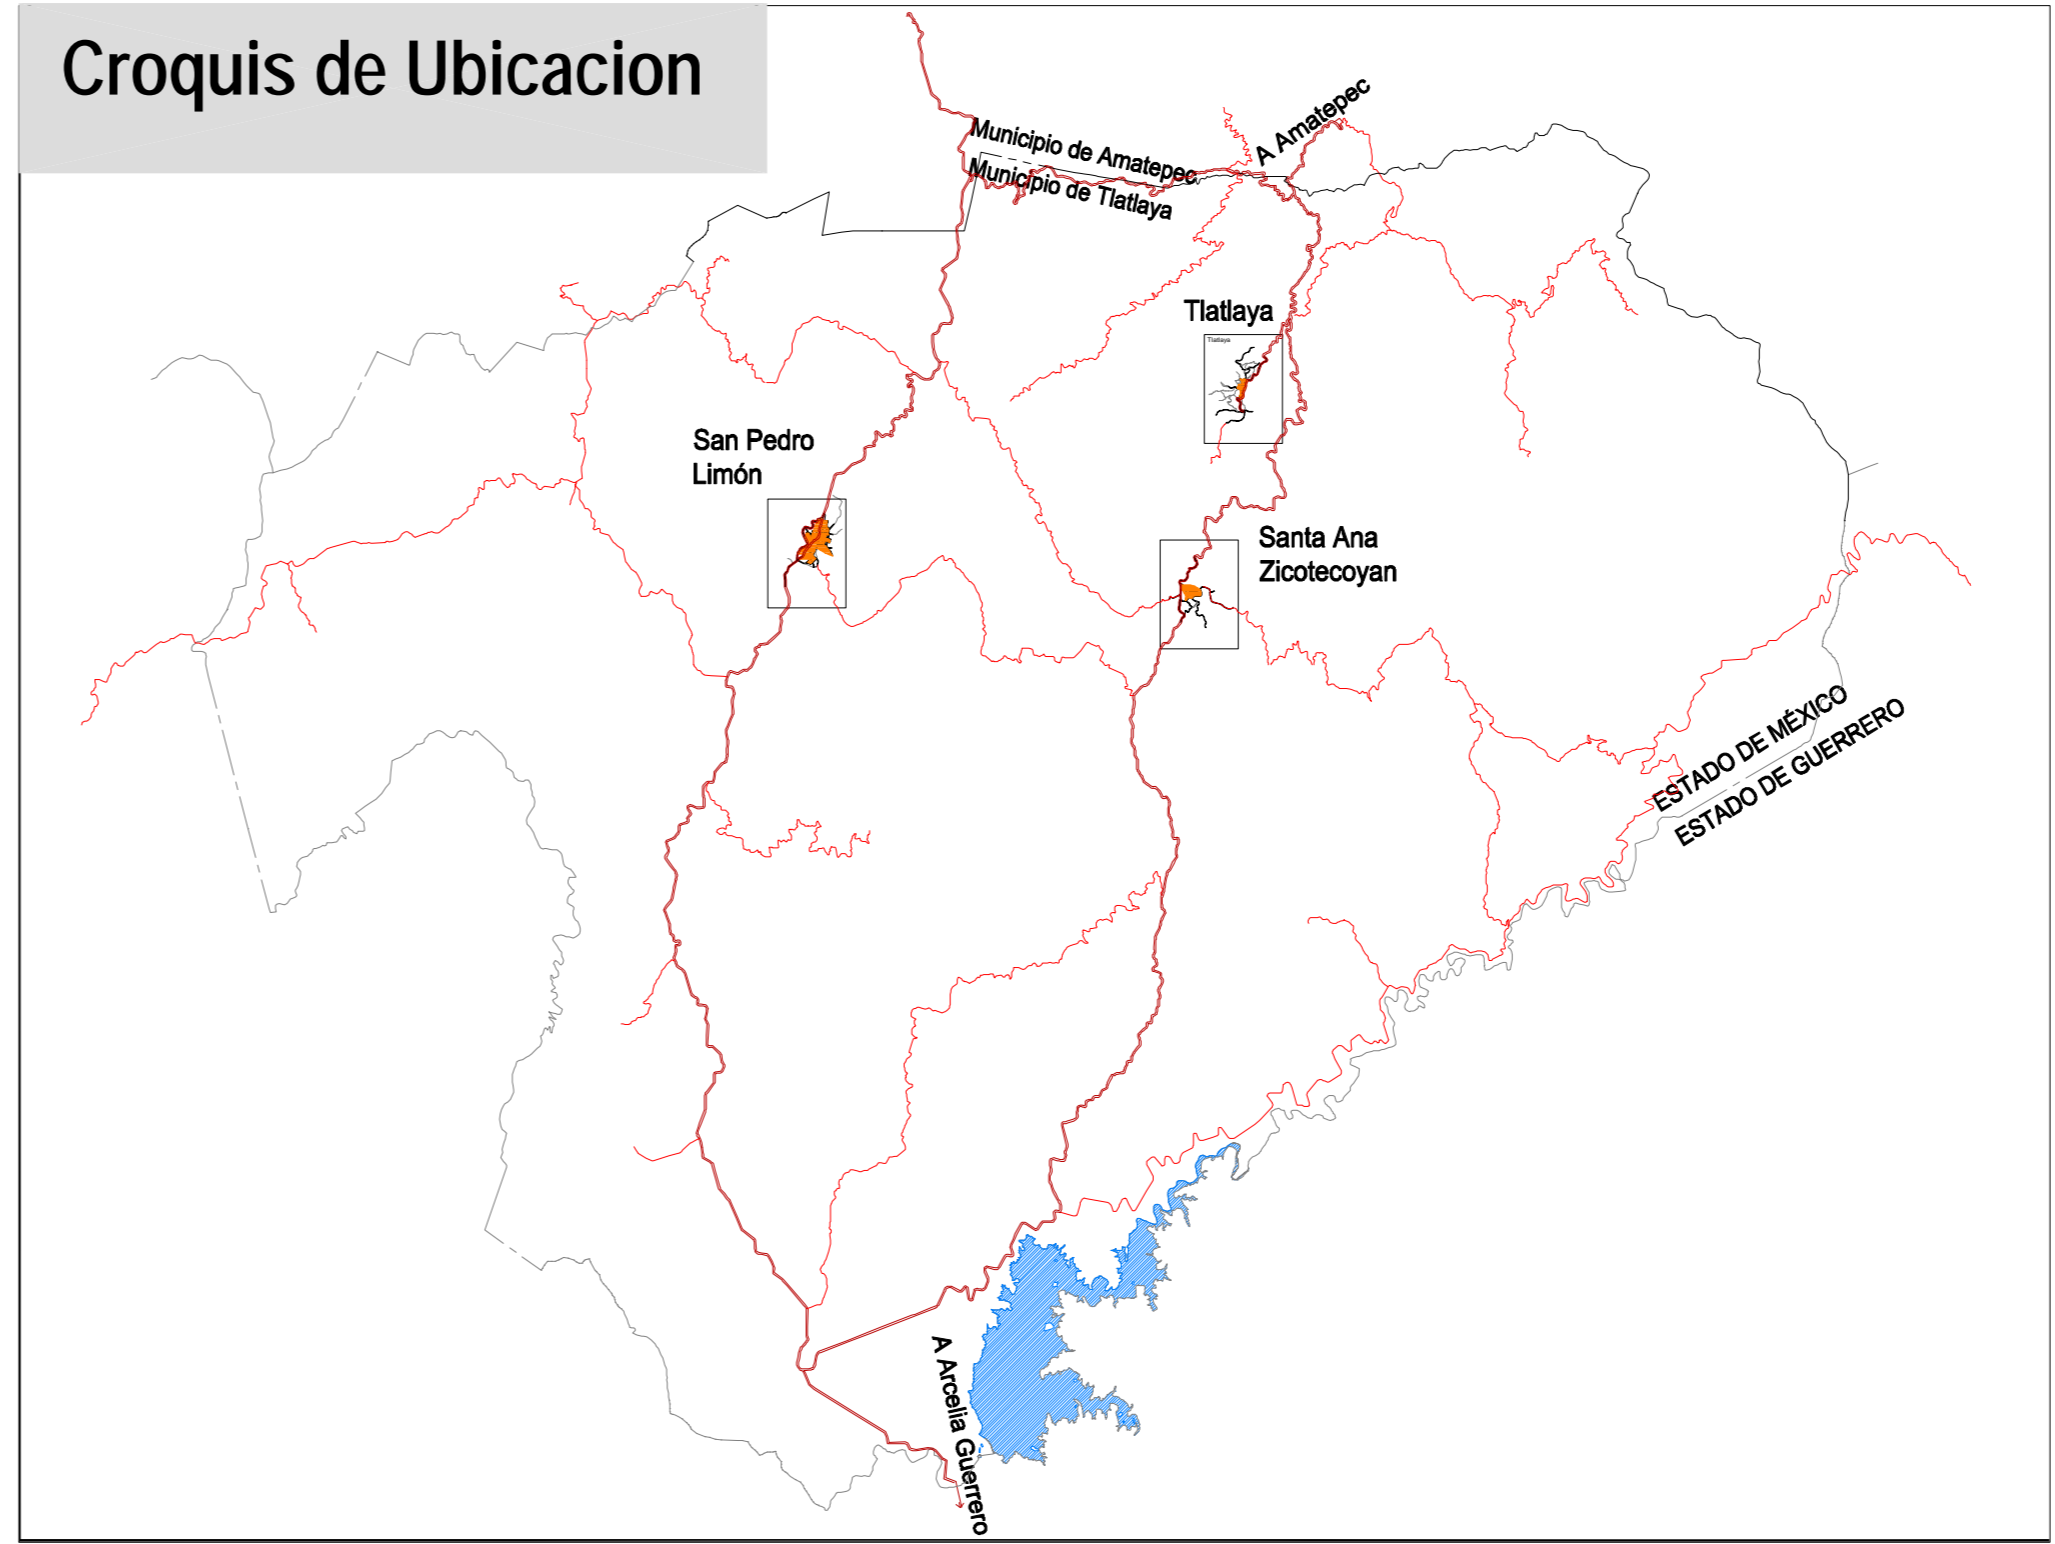 Croquis de Ubicacion
A Amatepec
Municipio de Amatepec
Municipio de Tlatlaya
Tlatlaya
Tlatlaya
San Pedro
Limón
Santa Ana
Zicotecoyan
ESTADO DE MÉXICO
ESTADO DE GUERRERO
A Arcelia Guerrero